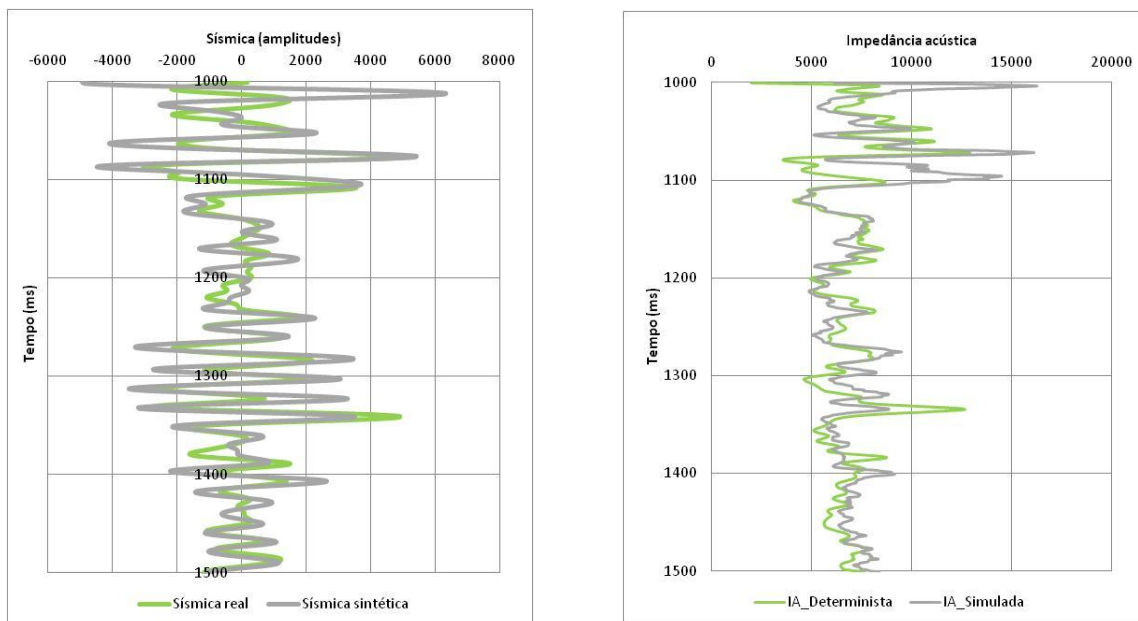 Sísmica (amplitudes)
-6000 -4000 -2000 0 2000 4000 6000 8000
1000
1100
1200
1300
1400
1500
Tempo (ms)
Sísmica real Sísmica sintética
Impedância acústica
0 5000 10000 15000 20000
1000
1100
1200
1300
1400
1500
Tempo (ms)
IA_Determinista IA_Simulada